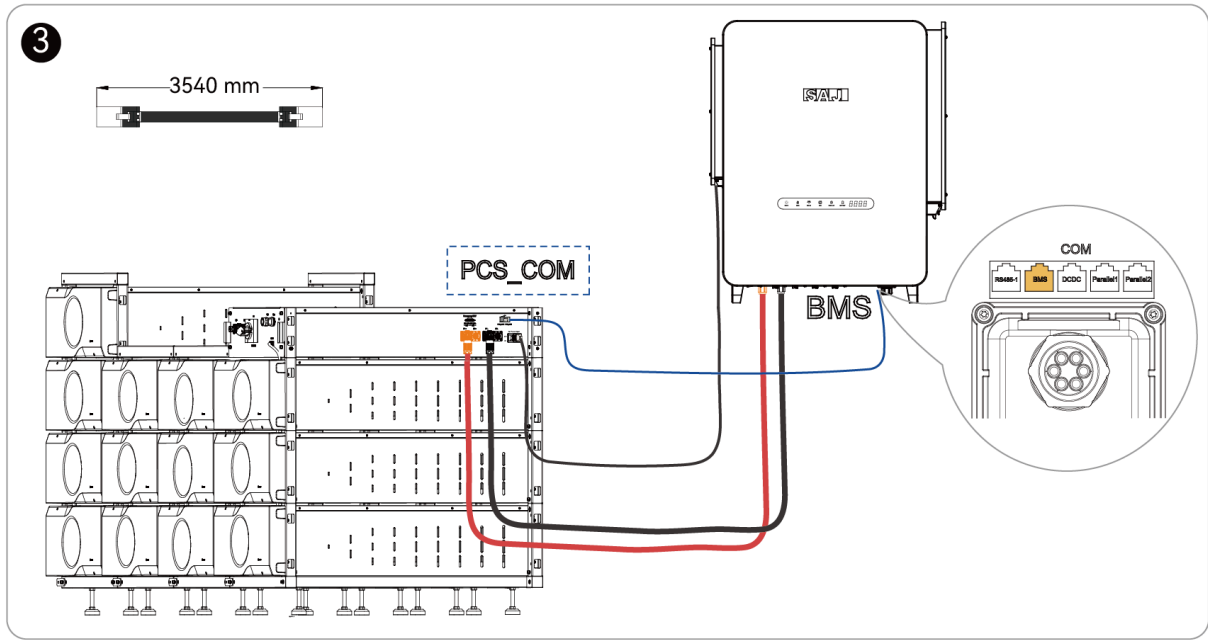 3
3540 mm
SAJ
PCS_COM
BMS
COM
RS485-1
BMS
DCDC
Parallel1
Parallel2